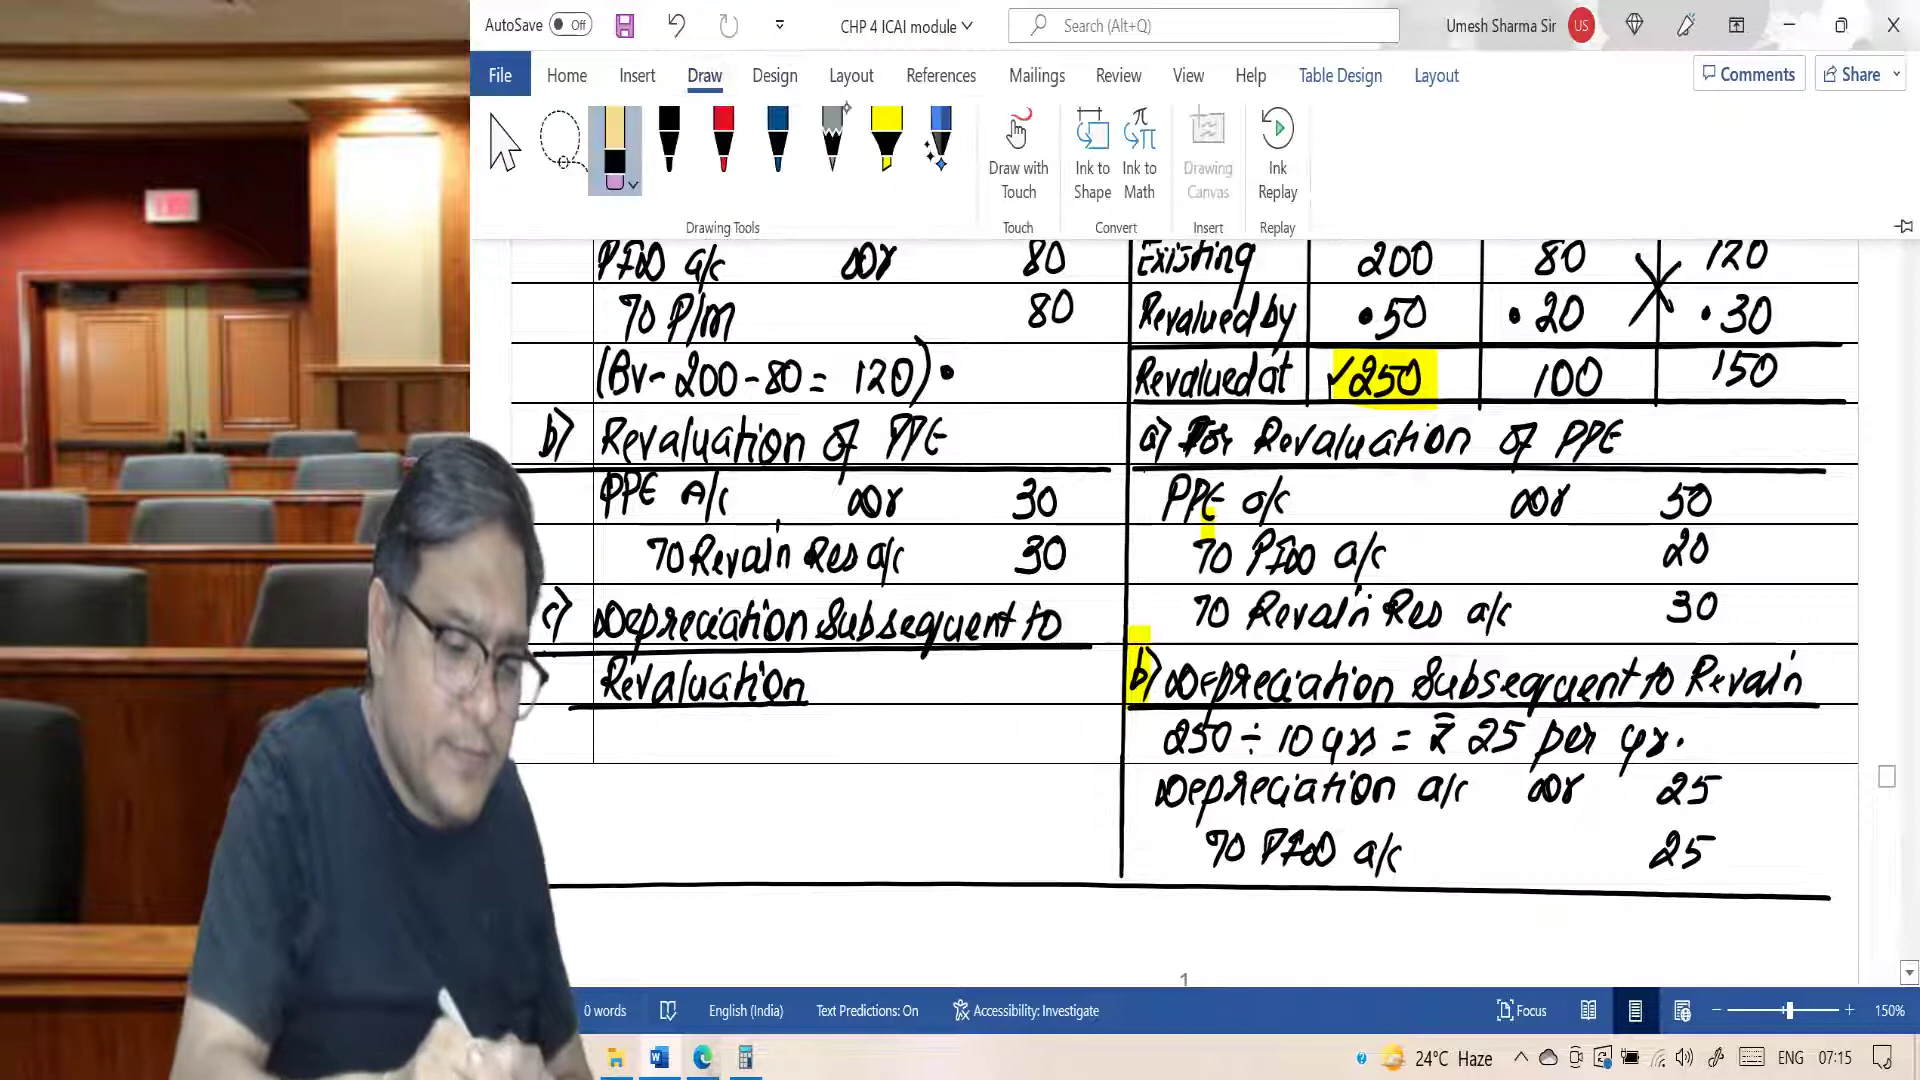 AutoSave Off
CHP 4 ICAI module
Search (Alt+Q)
Umesh Sharma Sir US
File Home Insert Draw Design Layout References Mailings Review View Help Table Design Layout
Comments
Share
Draw with Touch
Ink to Shape
Ink to Math
Drawing Canvas
Ink Replay
Drawing Tools
Touch
Convert
Insert
Replay
PFDD a/c Dr 80
To P/M 80
(BV- 200-80= 120)
b) Revaluation of PPE
PPE A/c Dr 30
To Revaln Res a/c 30
c) Depreciation Subsequent to
Revaluation
Existing 200 80 120
Revalued by 50 20 30
Revalued at 250 100 150
a) For Revaluation of PPE
PPE a/c Dr 50
To PFDD a/c 20
To Revaln Res a/c 30
b) Depreciation Subsequent to Revaln
250 ÷ 10 yrs = ₹ 25 per yr.
Depreciation a/c Dr 25
To PFDD a/c 25
1
0 words
English (India)
Text Predictions: On
Accessibility: Investigate
Focus
150%
24°C Haze
ENG
07:15